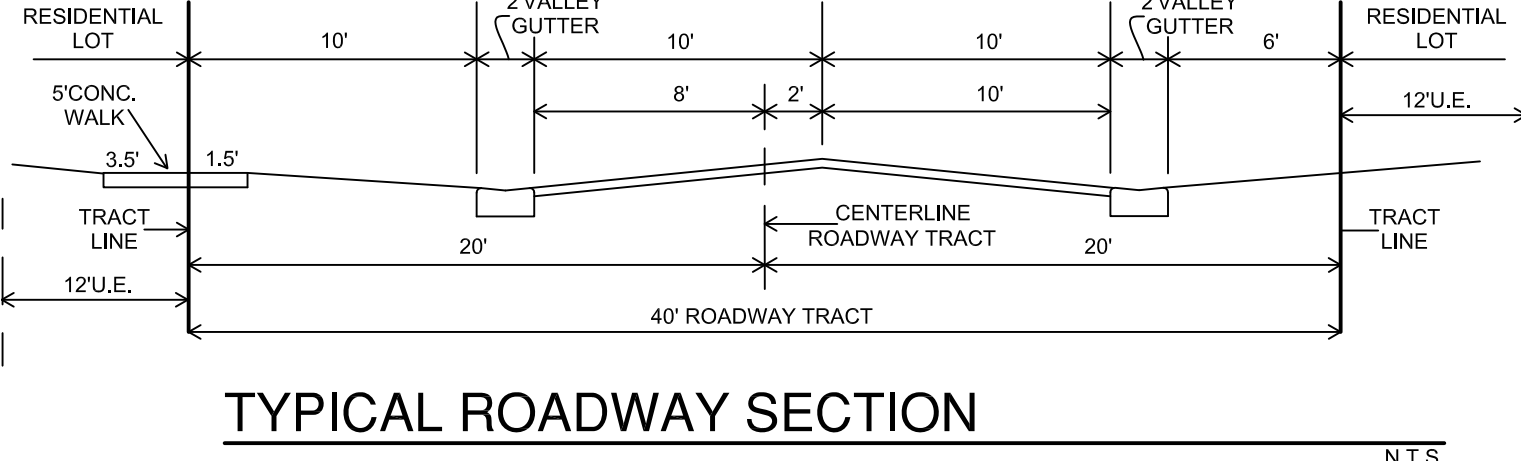 RESIDENTIAL
LOT
10'
2'VALLEY
GUTTER
10'
10'
2'VALLEY
GUTTER
6'
RESIDENTIAL
LOT
8'
2'
10'
12'U.E.
5'CONC.
WALK
3.5'
1.5'
TRACT
LINE
CENTERLINE
ROADWAY TRACT
TRACT
LINE
20'
20'
12'U.E.
40' ROADWAY TRACT
TYPICAL ROADWAY SECTION
N.T.S.